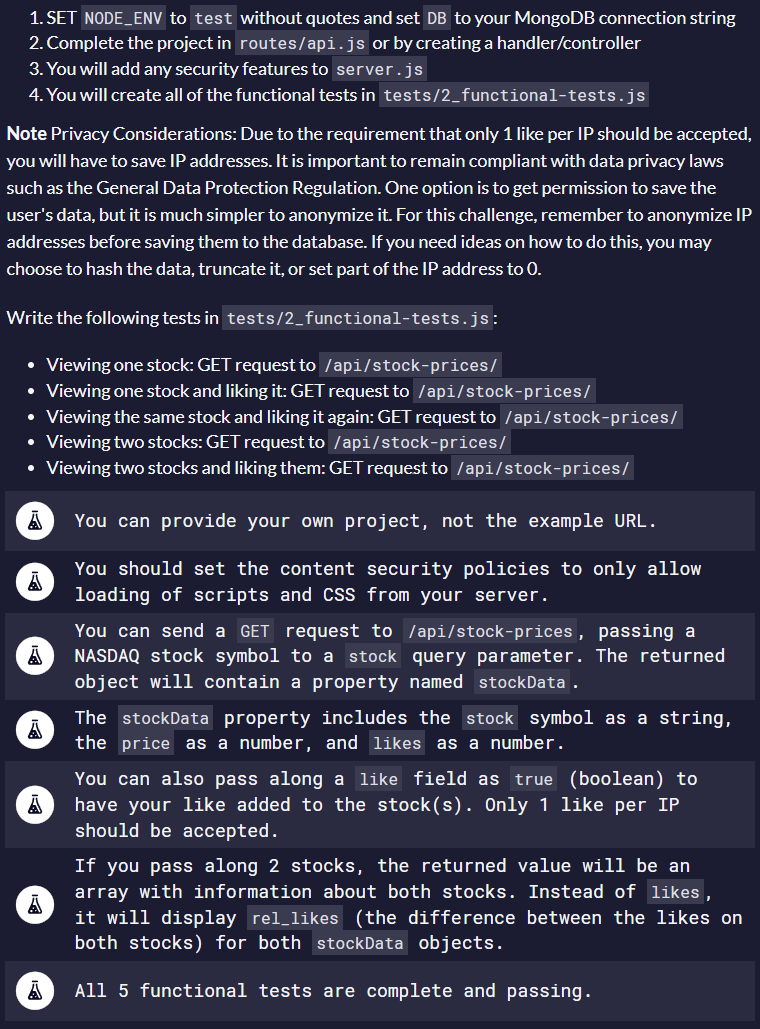 1. SET NODE_ENV to test without quotes and set DB to your MongoDB connection string
2. Complete the project in routes/api.js or by creating a handler/controller
3. You will add any security features to server.js
4. You will create all of the functional tests in tests/2_functional-tests.js
Note Privacy Considerations: Due to the requirement that only 1 like per IP should be accepted,
you will have to save IP addresses. It is important to remain compliant with data privacy laws
such as the General Data Protection Regulation. One option is to get permission to save the
user's data, but it is much simpler to anonymize it. For this challenge, remember to anonymize IP
addresses before saving them to the database. If you need ideas on how to do this, you may
choose to hash the data, truncate it, or set part of the IP address to 0.
Write the following tests in tests/2_functional-tests.js:
• Viewing one stock: GET request to /api/stock-prices/
• Viewing one stock and liking it: GET request to /api/stock-prices/
• Viewing the same stock and liking it again: GET request to /api/stock-prices/
• Viewing two stocks: GET request to /api/stock-prices/
• Viewing two stocks and liking them: GET request to /api/stock-prices/
You can provide your own project, not the example URL.
You should set the content security policies to only allow
loading of scripts and CSS from your server.
You can send a GET request to /api/stock-prices, passing a
NASDAQ stock symbol to a stock query parameter. The returned
object will contain a property named stockData.
The stockData property includes the stock symbol as a string,
the price as a number, and likes as a number.
You can also pass along a like field as true (boolean) to
have your like added to the stock(s). Only 1 like per IP
should be accepted.
If you pass along 2 stocks, the returned value will be an
array with information about both stocks. Instead of likes,
it will display rel_likes (the difference between the likes on
both stocks) for both stockData objects.
All 5 functional tests are complete and passing.